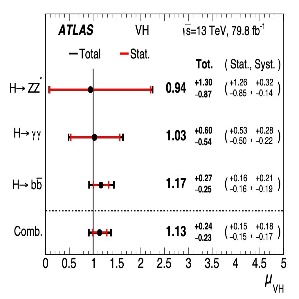 ATLAS VH √s=13 TeV, 79.8 fb⁻¹
Total Stat.
Tot. ( Stat., Syst. )
H→ZZ* 0.94 +1.30 −0.87 ( +1.26 −0.85 , +0.32 −0.14 )
H→γγ 1.03 +0.60 −0.54 ( +0.53 −0.50 , +0.28 −0.22 )
H→bb̄ 1.17 +0.27 −0.25 ( +0.16 −0.16 , +0.21 −0.19 )
Comb. 1.13 +0.24 −0.23 ( +0.15 −0.15 , +0.18 −0.17 )
0 0.5 1 1.5 2 2.5 3 3.5 4 4.5 5
μVH